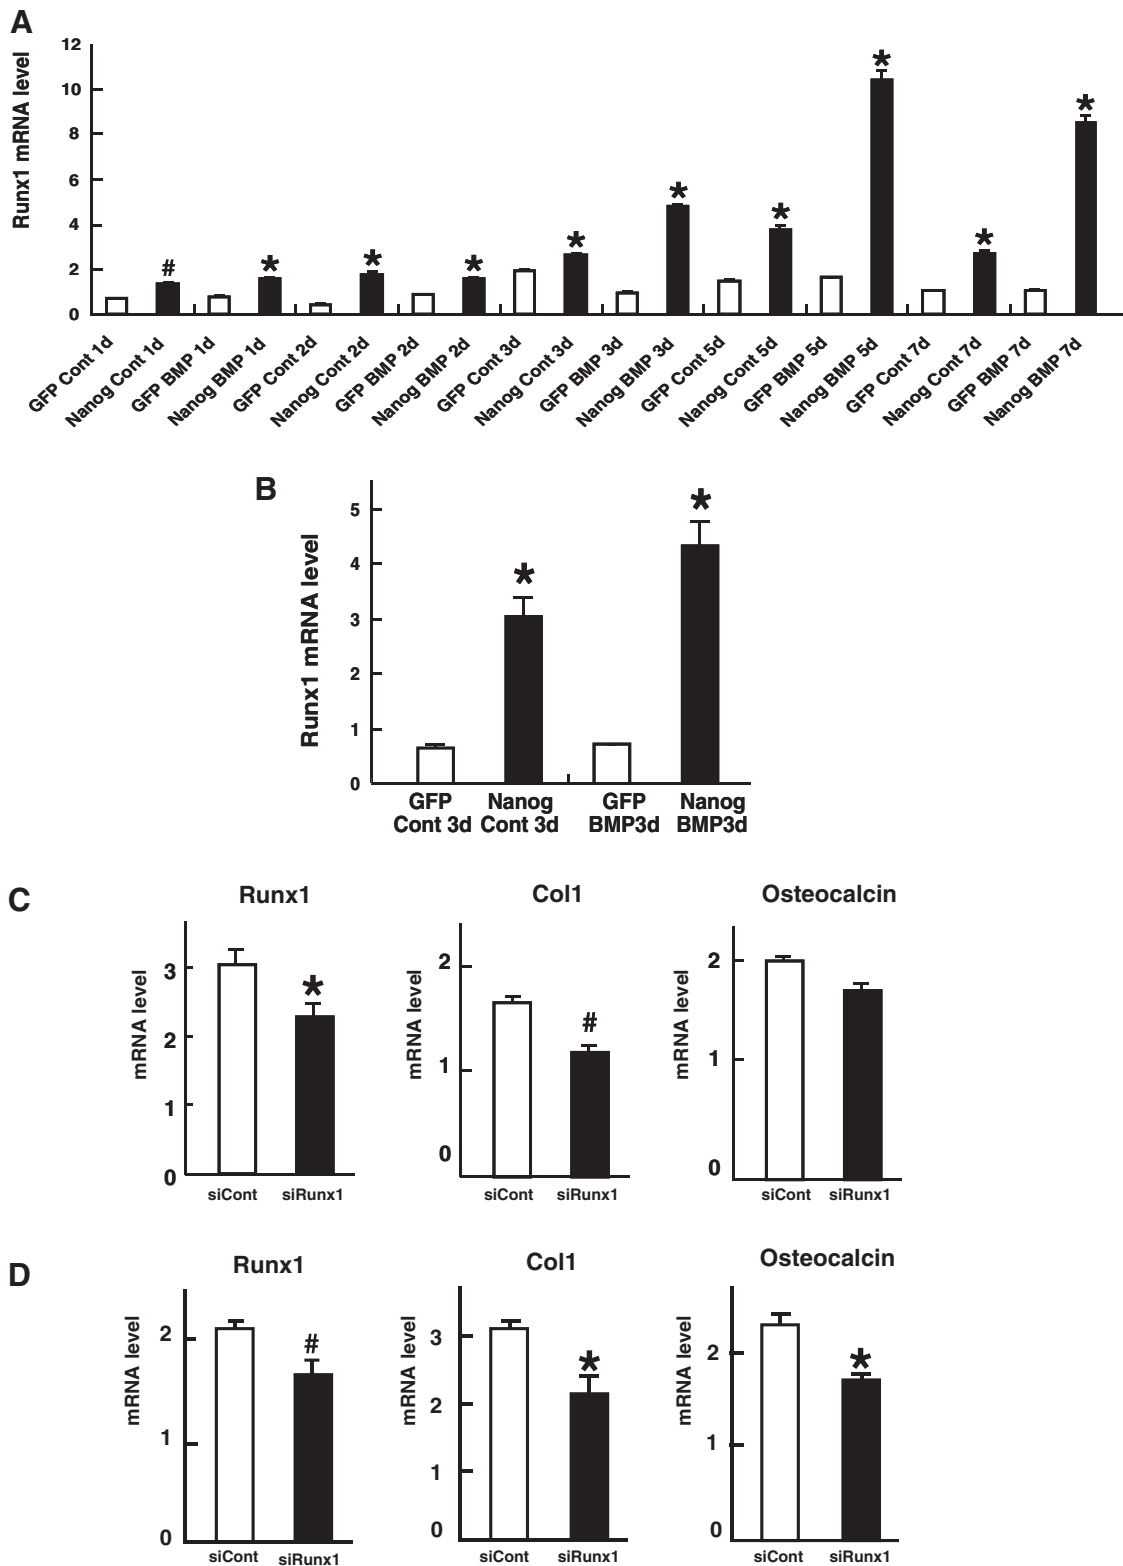 A
Runx1 mRNA level
12
10
8
6
4
2
0
#
*
*
*
*
*
*
*
*
*
GFP Cont 1d
Nanog Cont 1d
GFP BMP 1d
Nanog BMP 1d
GFP Cont 2d
Nanog Cont 2d
GFP BMP 2d
Nanog BMP 2d
GFP Cont 3d
Nanog Cont 3d
GFP BMP 3d
Nanog BMP 3d
GFP Cont 5d
Nanog Cont 5d
GFP BMP 5d
Nanog BMP 5d
GFP Cont 7d
Nanog Cont 7d
GFP BMP 7d
Nanog BMP 7d
B
Runx1 mRNA level
5
4
3
2
1
0
*
*
GFP Cont 3d
Nanog Cont 3d
GFP BMP3d
Nanog BMP3d
C
Runx1
mRNA level
3
2
1
0
*
siCont siRunx1
Col1
mRNA level
2
1
0
#
siCont siRunx1
Osteocalcin
mRNA level
2
1
0
siCont siRunx1
D
Runx1
mRNA level
2
1
0
#
siCont siRunx1
Col1
mRNA level
3
2
1
0
*
siCont siRunx1
Osteocalcin
mRNA level
2
1
0
*
siCont siRunx1